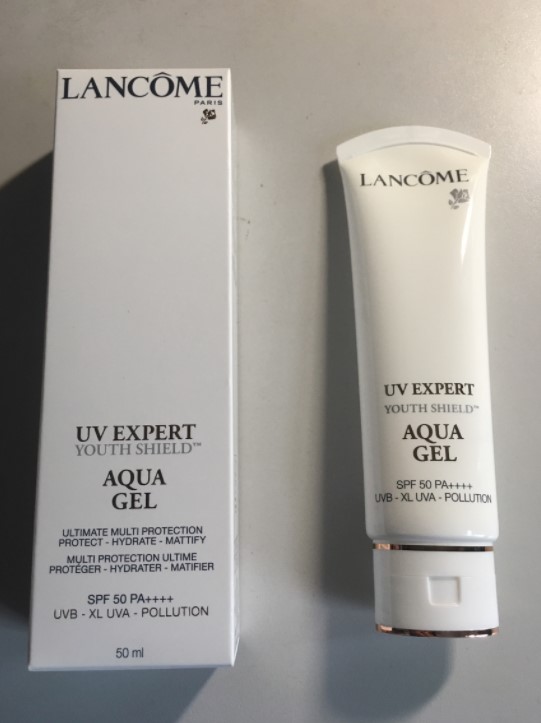 LANCÔME
PARIS
UV EXPERT
YOUTH SHIELD™
AQUA
GEL
ULTIMATE MULTI PROTECTION
PROTECT - HYDRATE - MATTIFY
MULTI PROTECTION ULTIME
PROTÉGER - HYDRATER - MATIFIER
SPF 50 PA++++
UVB - XL UVA - POLLUTION
50 ml
LANCÔME
UV EXPERT
YOUTH SHIELD™
AQUA
GEL
SPF 50 PA++++
UVB - XL UVA - POLLUTION